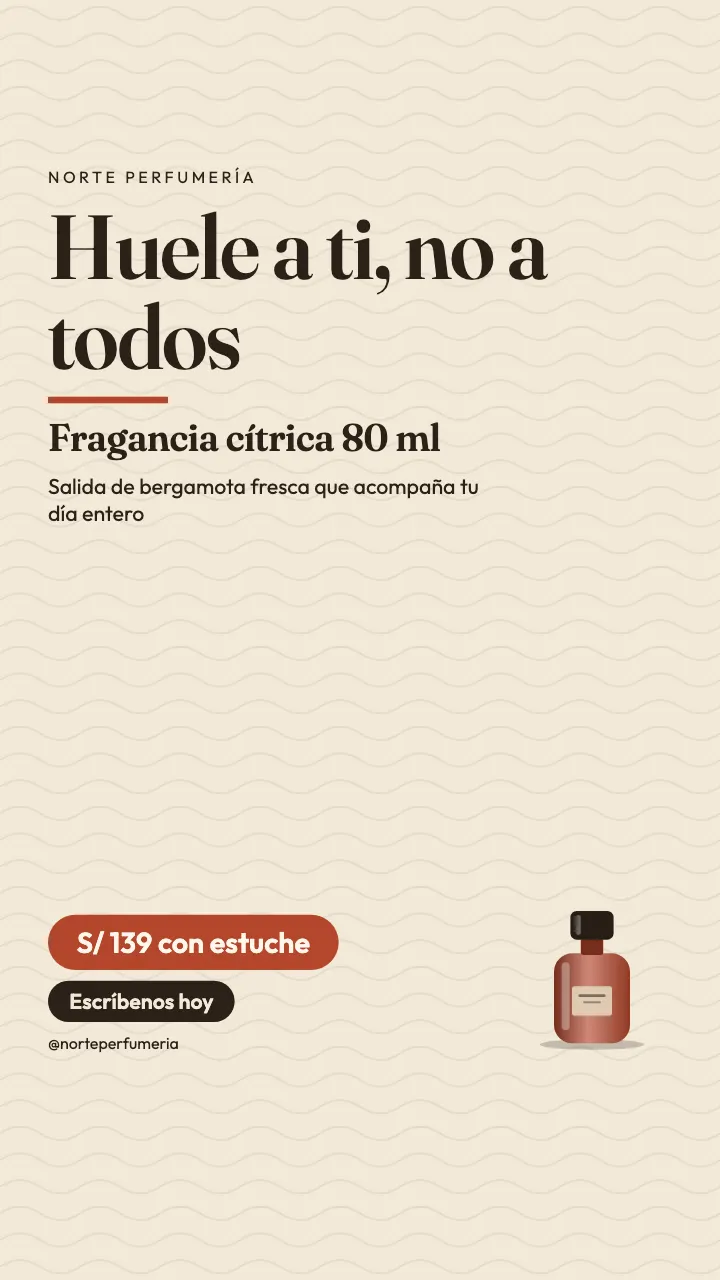 NORTE PERFUMERÍA
Huele a ti, no a
todos
Fragancia cítrica 80 ml
Salida de bergamota fresca que acompaña tu
día entero
S/ 139 con estuche
Escríbenos hoy
@norteperfumeria